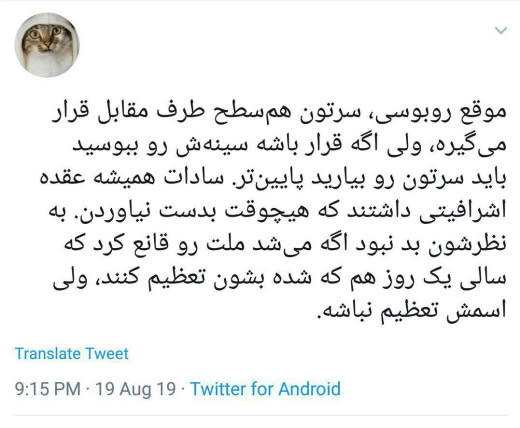 موقع روبوسی، سرتون هم‌سطح طرف مقابل قرار
می‌گیره، ولی اگه قرار باشه سینه‌ش رو ببوسید
باید سرتون رو بیارید پایین‌تر. سادات همیشه عقده
اشرافیتی داشتند که هیچوقت بدست نیاوردن. به
نظرشون بد نبود اگه می‌شد ملت رو قانع کرد که
سالی یک روز هم که شده بشون تعظیم کنند، ولی
اسمش تعظیم نباشه.
Translate Tweet
9:15 PM · 19 Aug 19 · Twitter for Android